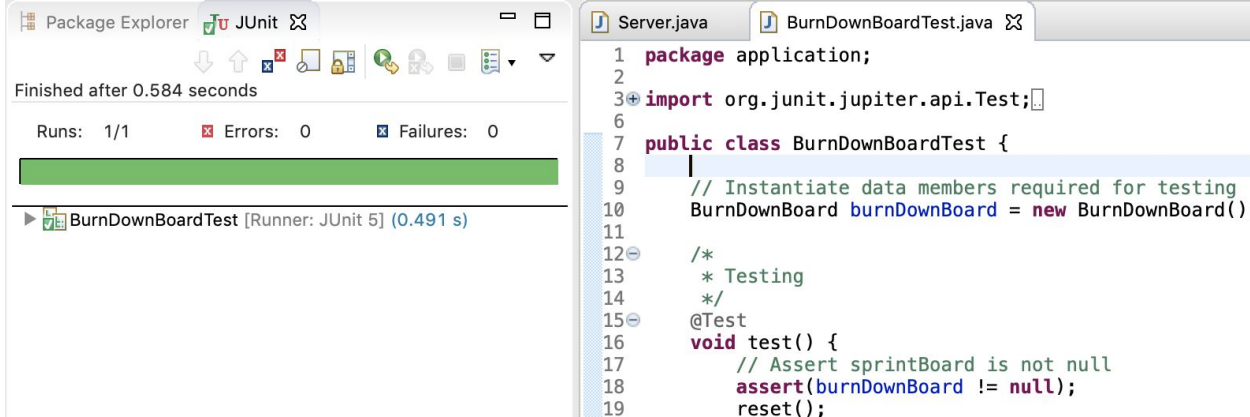 Package Explorer JUnit
Finished after 0.584 seconds
Runs: 1/1 Errors: 0 Failures: 0
BurnDownBoardTest [Runner: JUnit 5] (0.491 s)
Server.java BurnDownBoardTest.java
1 package application;
2
3 import org.junit.jupiter.api.Test;
6
7 public class BurnDownBoardTest {
8
9 // Instantiate data members required for testing
10 BurnDownBoard burnDownBoard = new BurnDownBoard()
11
12 /*
13 * Testing
14 */
15 @Test
16 void test() {
17 // Assert sprintBoard is not null
18 assert(burnDownBoard != null);
19 reset();